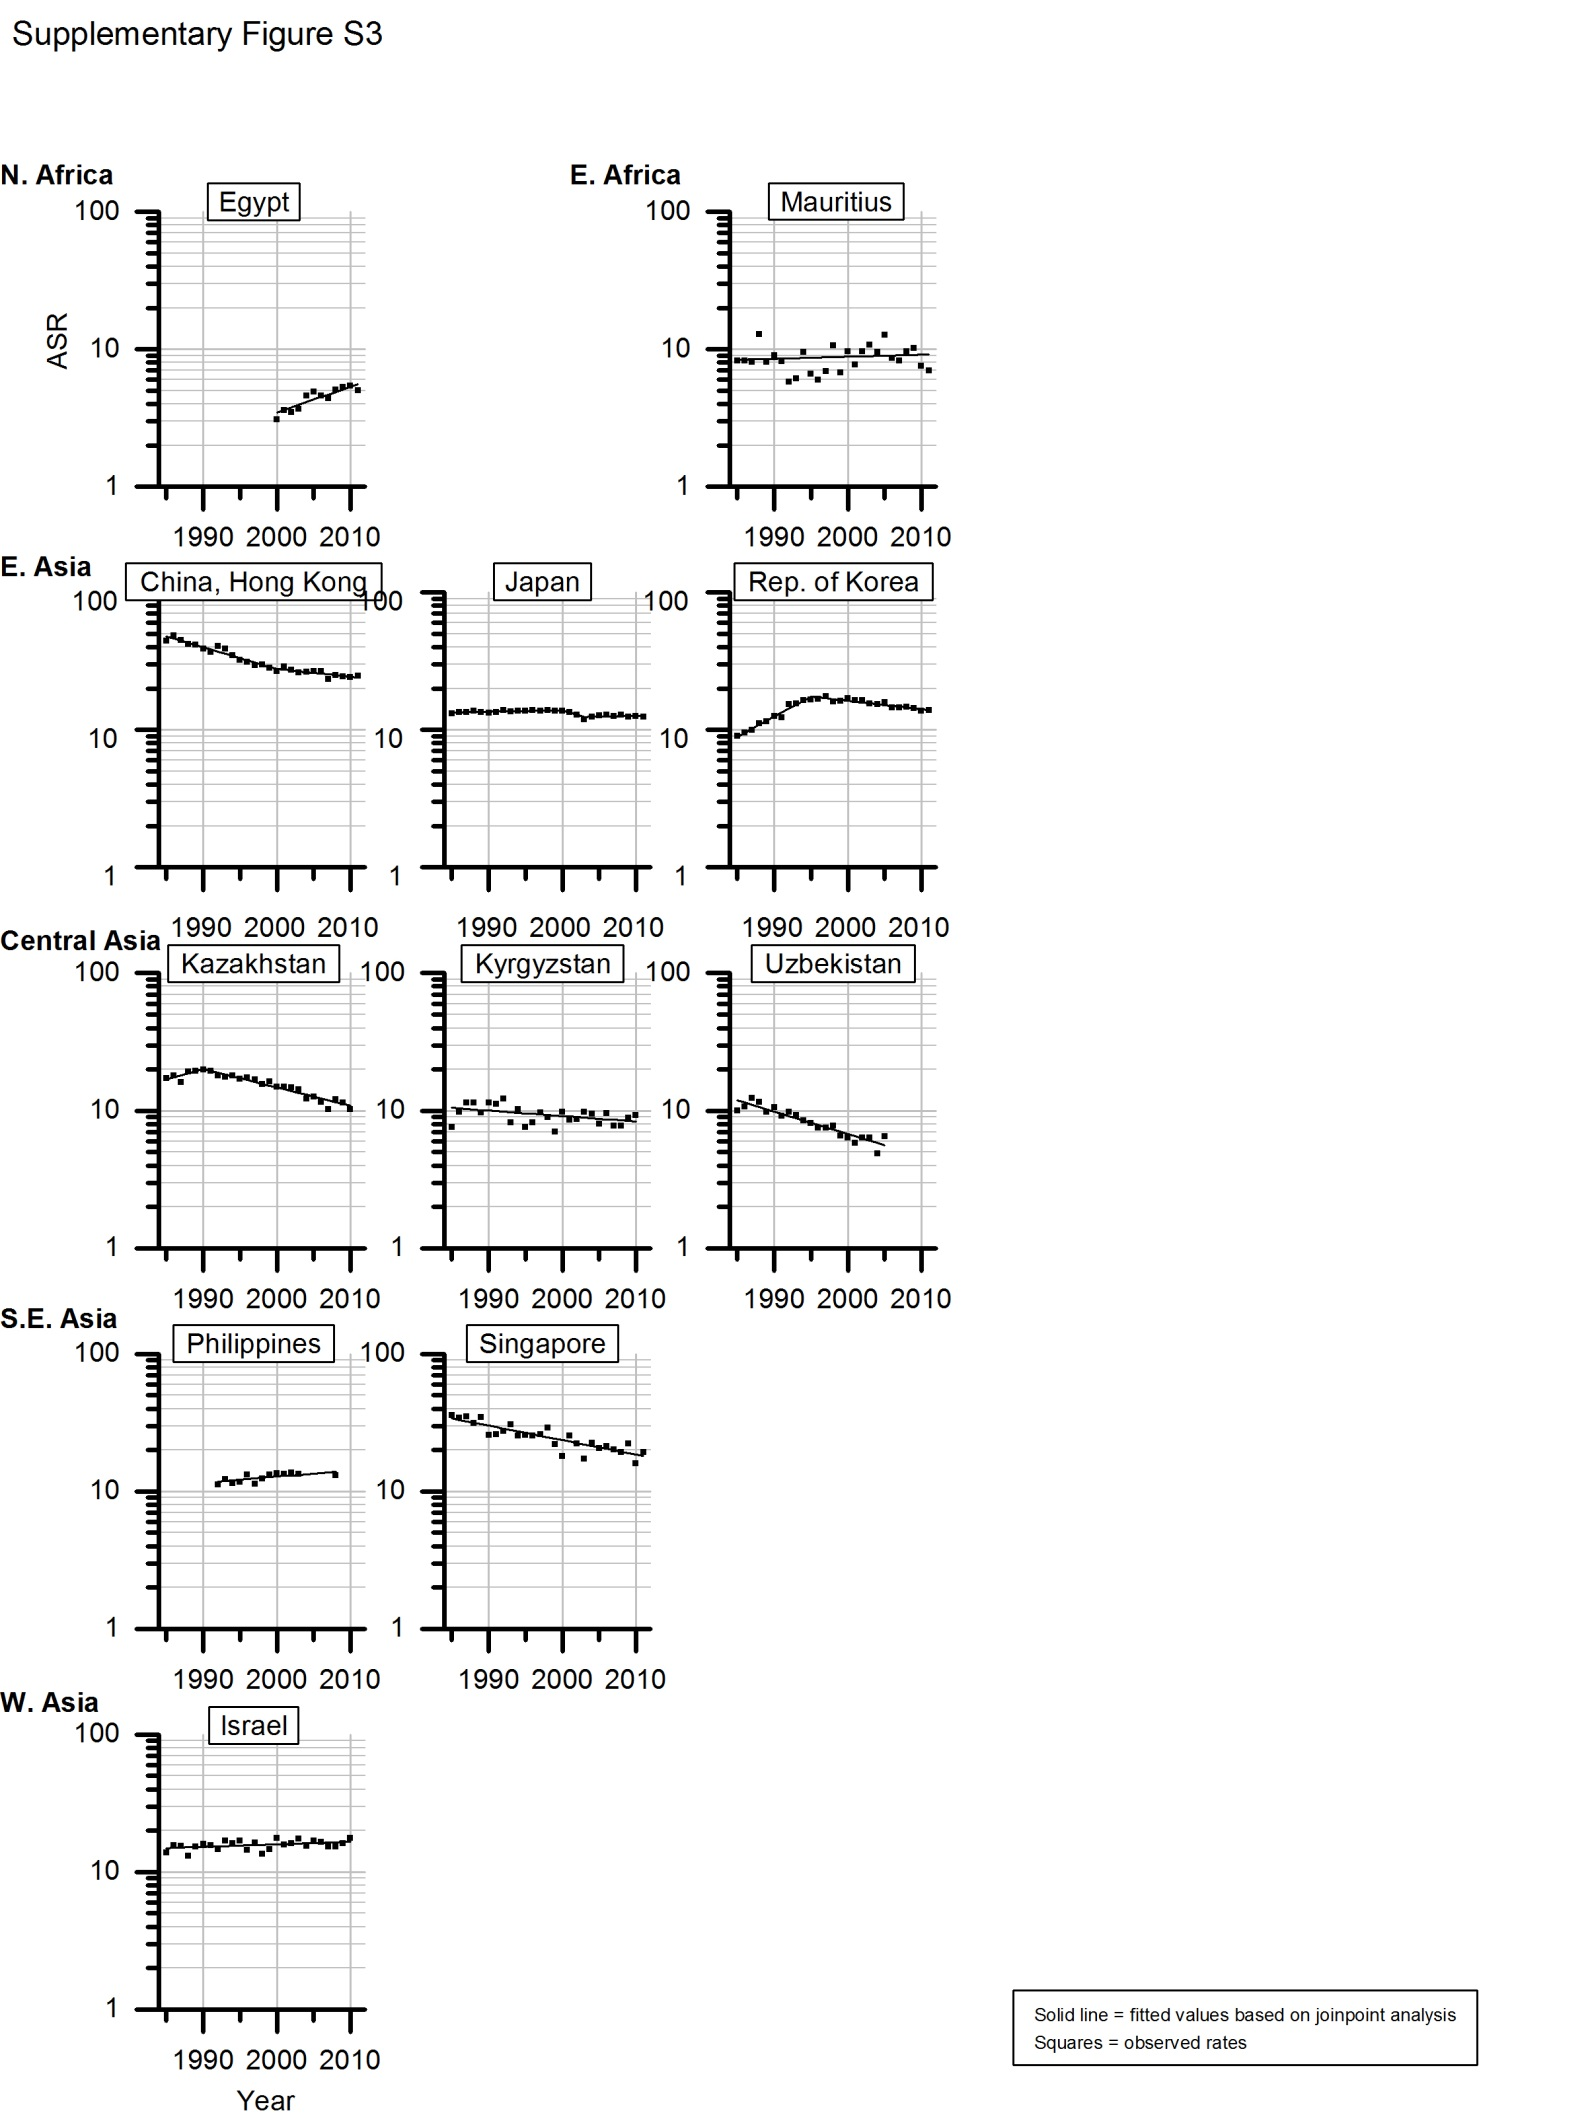 Supplementary Figure S3
N. Africa
E. Africa
Egypt
Mauritius
100
10
1
ASR
1990 2000 2010
100
10
1
1990 2000 2010
E. Asia
China, Hong Kong
Japan
Rep. of Korea
100
10
1
1990 2000 2010
100
10
1
1990 2000 2010
100
10
1
1990 2000 2010
Central Asia
Kazakhstan
Kyrgyzstan
Uzbekistan
100
10
1
1990 2000 2010
100
10
1
1990 2000 2010
100
10
1
1990 2000 2010
S.E. Asia
Philippines
Singapore
100
10
1
1990 2000 2010
100
10
1
1990 2000 2010
W. Asia
Israel
100
10
1
1990 2000 2010
Year
Solid line = fitted values based on joinpoint analysis
Squares = observed rates